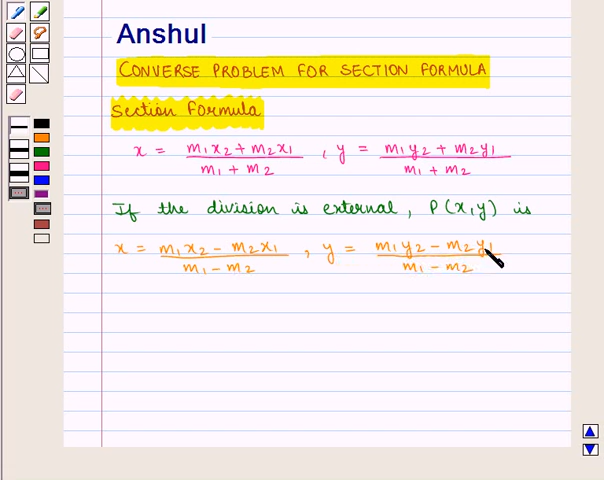 Anshul
CONVERSE PROBLEM FOR SECTION FORMULA
Section Formula
x = m₁x₂ + m₂x₁ / m₁ + m₂ , y = m₁y₂ + m₂y₁ / m₁ + m₂
If the division is external, P(x,y) is
x = m₁x₂ − m₂x₁ / m₁ − m₂ , y = m₁y₂ − m₂y₁ / m₁ − m₂